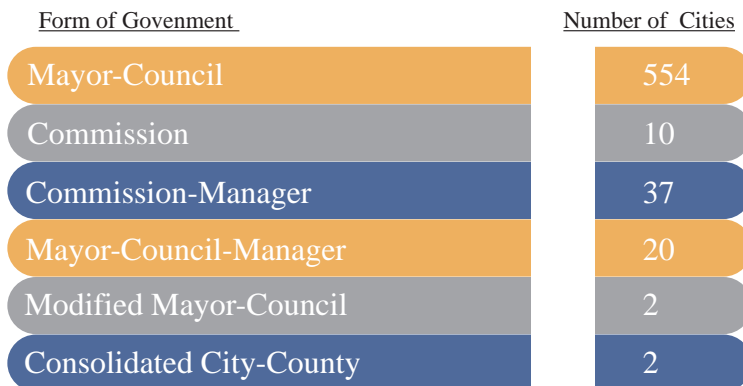 Form of Govenment Number of Cities
Mayor-Council 554
Commission 10
Commission-Manager 37
Mayor-Council-Manager 20
Modified Mayor-Council 2
Consolidated City-County 2